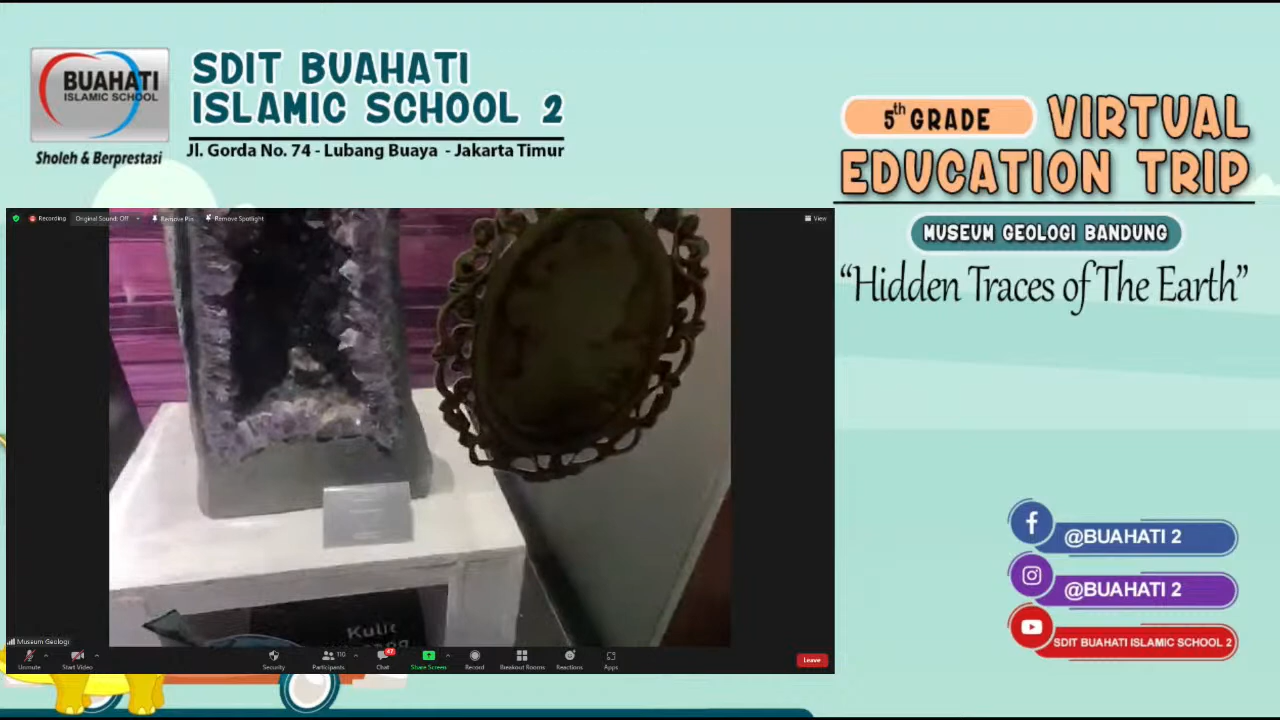 BUAHATI
ISLAMIC SCHOOL
Sholeh & Berprestasi
SDIT BUAHATI
ISLAMIC SCHOOL 2
Jl. Gorda No. 74 - Lubang Buaya - Jakarta Timur
5th GRADE VIRTUAL
EDUCATION TRIP
MUSEUM GEOLOGI BANDUNG
“Hidden Traces of The Earth”
Recording Original Sound: Off Remove Pin Remove Spotlight View
Kulit
Museum Geologi
Unmute Start Video Security Participants 110 Chat 47 Share Screen Record Breakout Rooms Reactions Apps Leave
@BUAHATI 2
@BUAHATI 2
SDIT BUAHATI ISLAMIC SCHOOL 2